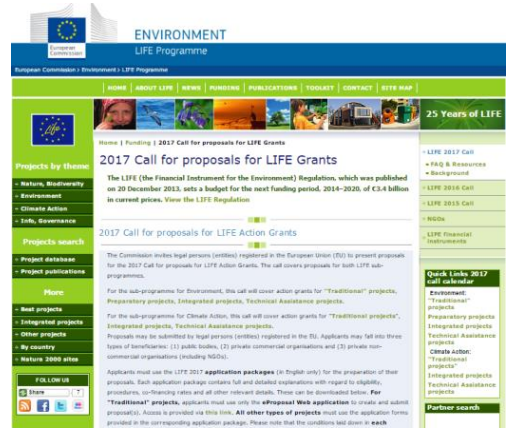 European
Commission
ENVIRONMENT
LIFE Programme
European Commission > Environment > LIFE Programme
HOME | ABOUT LIFE | NEWS | FUNDING | PUBLICATIONS | TOOLKIT | CONTACT | SITE MAP
25 Years of LIFE
Life
Projects by theme
Nature, Biodiversity
Environment
Climate Action
Info, Governance
Projects search
Project database
Project publications
More
Best projects
Integrated projects
Other projects
By country
Natura 2000 sites
FOLLOW US
Share
7
Home | Funding | 2017 Call for proposals for LIFE Grants
2017 Call for proposals for LIFE Grants
The LIFE (the Financial Instrument for the Environment) Regulation, which was published
on 20 December 2013, sets a budget for the next funding period, 2014–2020, of €3.4 billion
in current prices. View the LIFE Regulation
2017 Call for proposals for LIFE Action Grants
The Commission invites legal persons (entities) registered in the European Union (EU) to present proposals
for the 2017 Call for proposals for LIFE Action Grants. The call covers proposals for both LIFE sub-
programmes.
For the sub-programme for Environment, this call will cover action grants for "Traditional" projects,
Preparatory projects, Integrated projects, Technical Assistance projects.
For the sub-programme for Climate Action, this call will cover action grants for "Traditional projects",
Integrated projects, Technical Assistance projects.
Proposals may be submitted by legal persons (entities) registered in the EU. Applicants may fall into three
types of beneficiaries: (1) public bodies, (2) private commercial organisations and (3) private non-
commercial organisations (including NGOs).
Applicants must use the LIFE 2017 application packages (in English only) for the preparation of their
proposals. Each application package contains full and detailed explanations with regard to eligibility,
procedures, co-financing rates and all other relevant details. These can be downloaded below. For
"Traditional" projects, applicants must use only the eProposal Web application to create and submit
proposal(s). Access is provided via this link. All other types of projects must use the application forms
provided in the corresponding application package. Please note that the conditions laid down in each
LIFE 2017 Call
FAQ & Resources
Background
LIFE 2016 Call
LIFE 2015 Call
NGOs
LIFE Financial
Instruments
Quick Links 2017
call calendar
Environment:
"Traditional"
projects
Preparatory projects
Integrated projects
Technical Assistance
projects
Climate Action:
"Traditional
projects"
Integrated projects
Technical Assistance
projects
Partner search